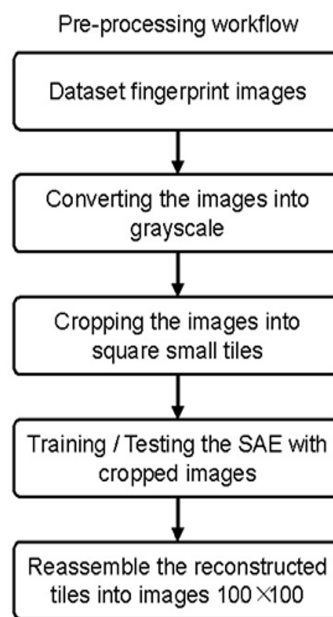 Pre-processing workflow
Dataset fingerprint images
Converting the images into
grayscale
Cropping the images into
square small tiles
Training / Testing the SAE with
cropped images
Reassemble the reconstructed
tiles into images 100×100